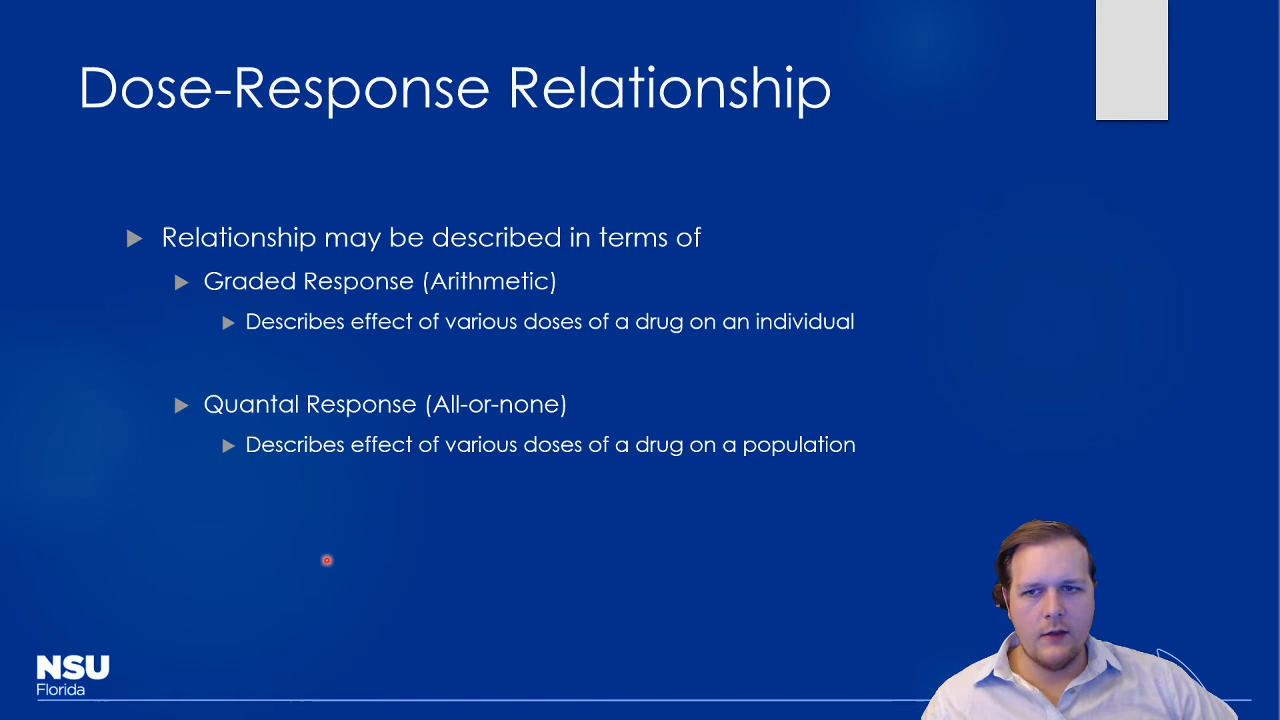 Dose-Response Relationship
Relationship may be described in terms of
Graded Response (Arithmetic)
Describes effect of various doses of a drug on an individual
Quantal Response (All-or-none)
Describes effect of various doses of a drug on a population
NSU
Florida